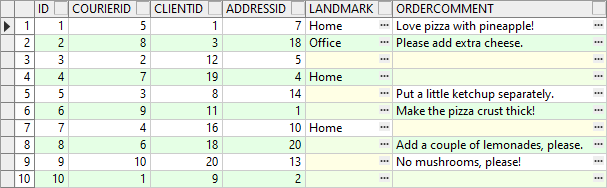 ID COURIERID CLIENTID ADDRESSID LANDMARK ORDERCOMMENT
1 1 5 1 7 Home ... Love pizza with pineapple! ...
2 2 8 3 18 Office ... Please add extra cheese. ...
3 3 2 12 5 ... ...
4 4 7 19 4 Home ... ...
5 5 3 8 14 ... Put a little ketchup separately. ...
6 6 9 11 1 ... Make the pizza crust thick! ...
7 7 4 16 10 Home ... ...
8 8 6 18 20 ... Add a couple of lemonades, please. ...
9 9 10 20 13 ... No mushrooms, please! ...
10 10 1 9 2 ... ...